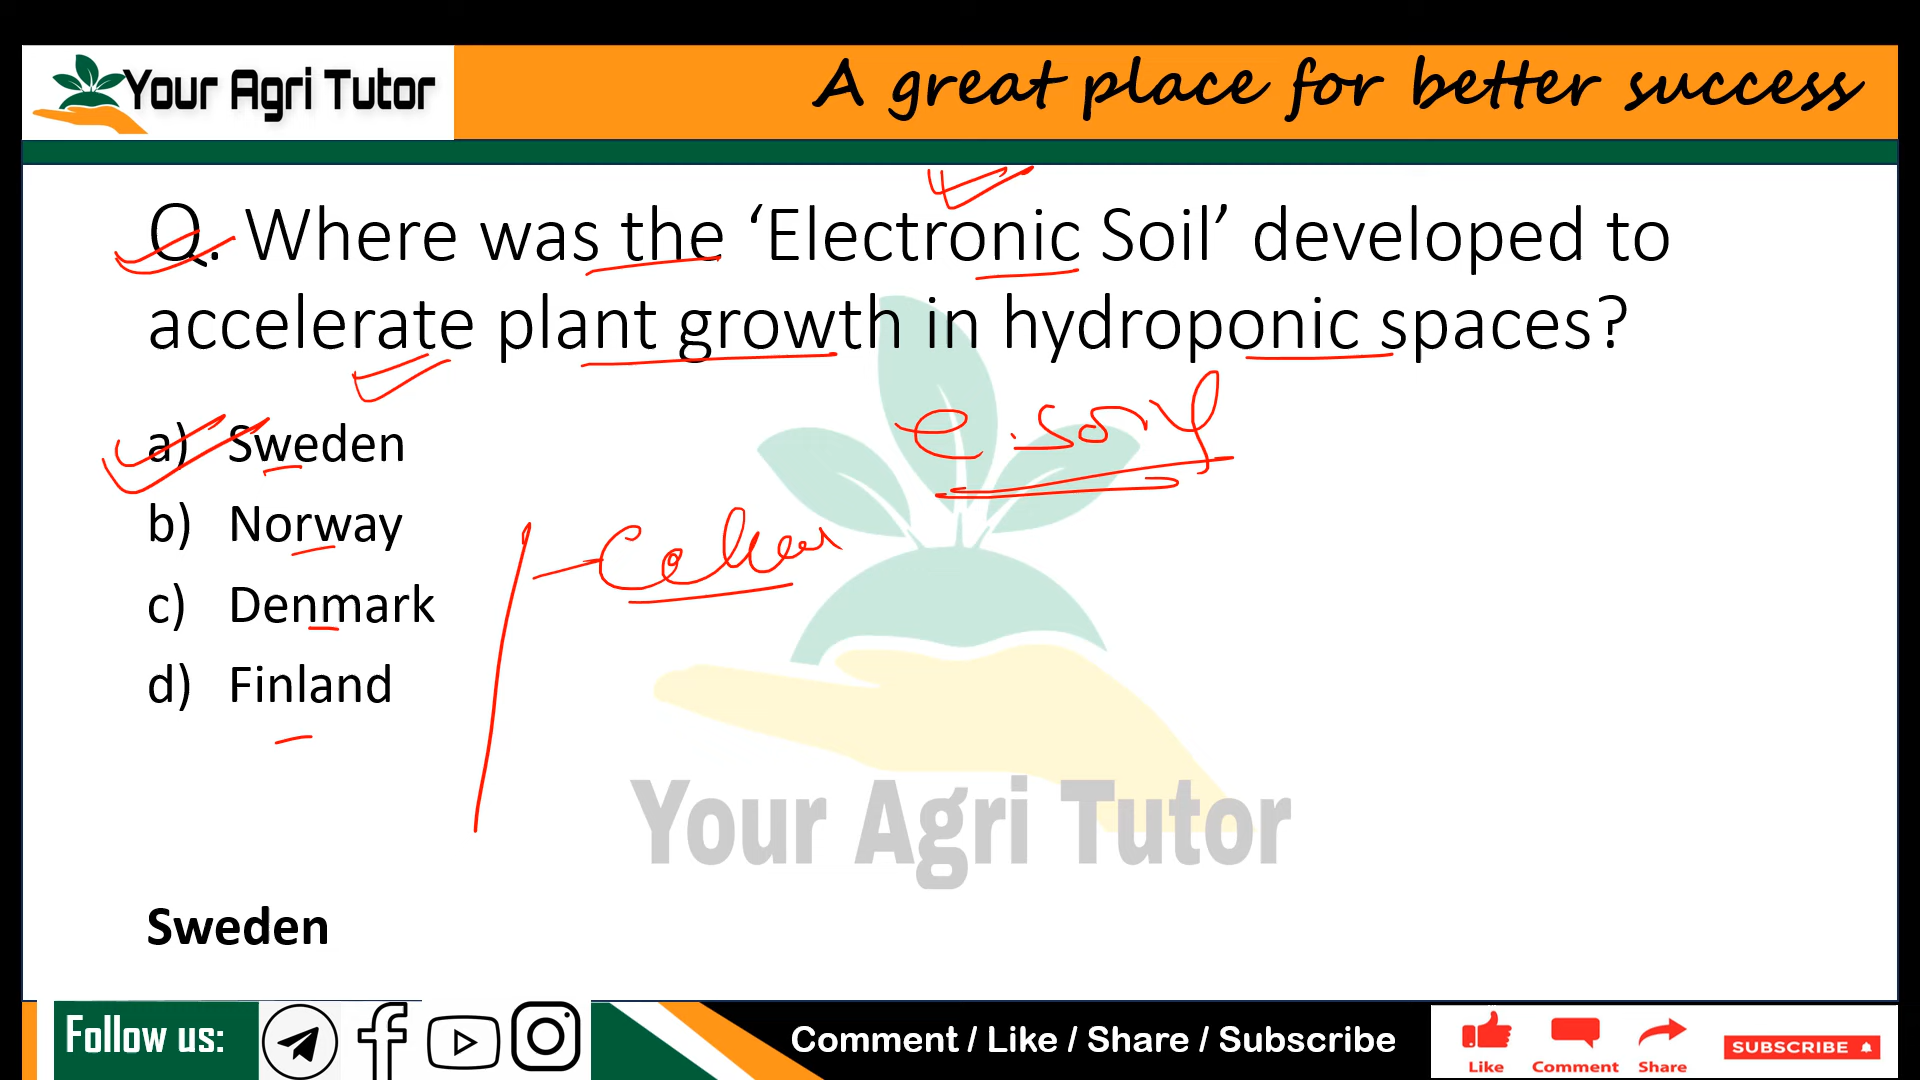 Your Agri Tutor
A great place for better success
Q. Where was the ‘Electronic Soil’ developed to
accelerate plant growth in hydroponic spaces?
a) Sweden
b) Norway
c) Denmark
d) Finland
Your Agri Tutor
Sweden
Follow us:
Comment / Like / Share / Subscribe
Like
Comment
Share
SUBSCRIBE